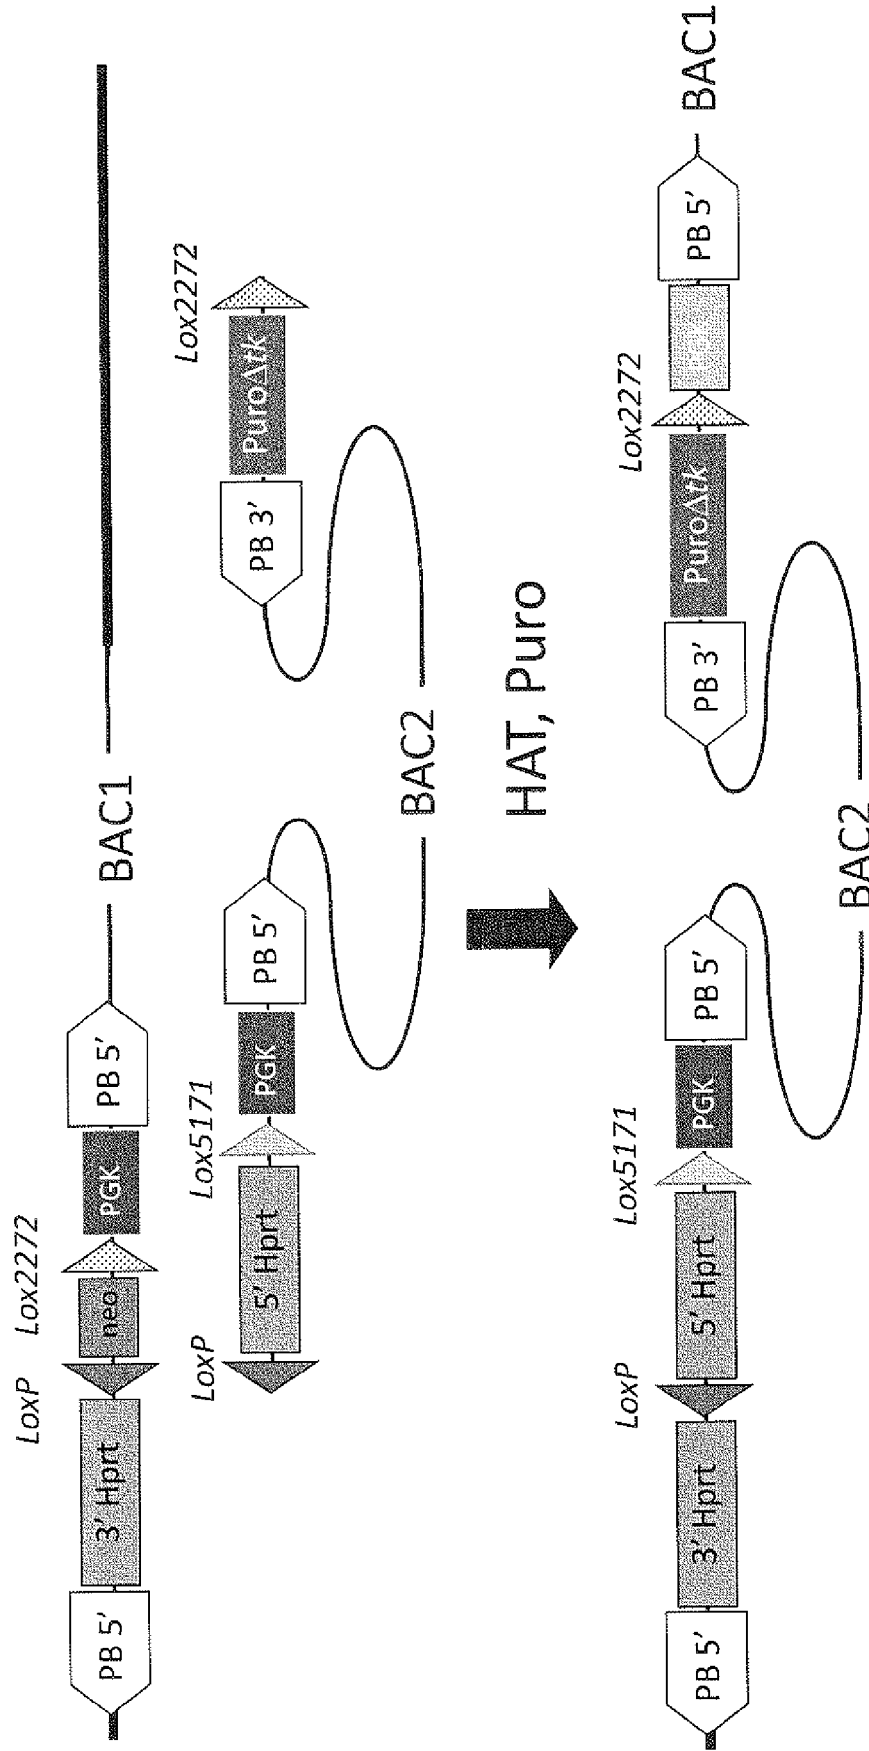 LoxP
Lox2272
PB 5′
3′ Hprt
neo
PGK
PB 5′
BAC1
LoxP
Lox5171
Lox2272
5′ Hprt
PGK
PB 5′
PB 3′
PuroΔtk
BAC2
HAT, Puro
LoxP
Lox5171
Lox2272
PB 5′
3′ Hprt
5′ Hprt
PGK
PB 5′
PB 3′
PuroΔtk
PB 5′
BAC1
BAC2